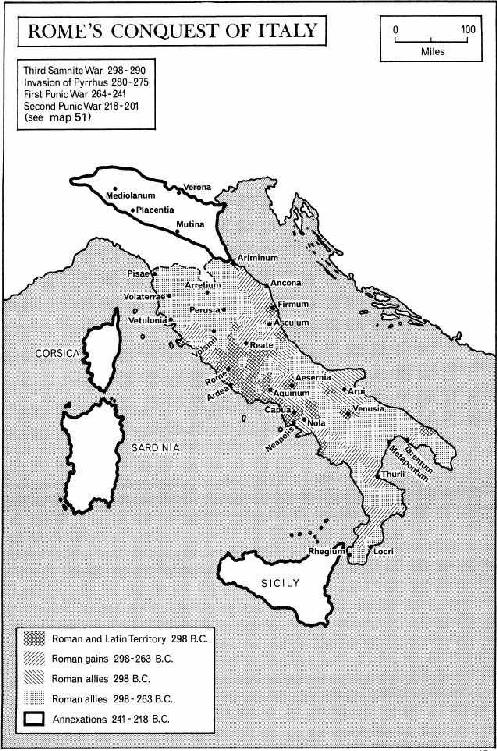 ROME'S CONQUEST OF ITALY
0 100
Miles
Third Samnite War 298-290
Invasion of Pyrrhus 280-275
First Punic War 264-241
Second Punic War 218-201
(see map 51)
Verona
Mediolanum
Placentia
Mutina
Ariminum
Pisae
Arretium
Ancona
Volaterrae
Firmum
Perusia
Vetulonia
Asculum
Reate
CORSICA
Rome
Aesernia
Ardea
Aquinum
Arpi
Capua
Venusia
Nola
Neapolis
SARDINIA
Tarentum
Metapontum
Thurii
Rhegium
Locri
SICILY
Roman and Latin Territory 298 B.C.
Roman gains 298-263 B.C.
Roman allies 298 B.C.
Roman allies 298-263 B.C.
Annexations 241-218 B.C.